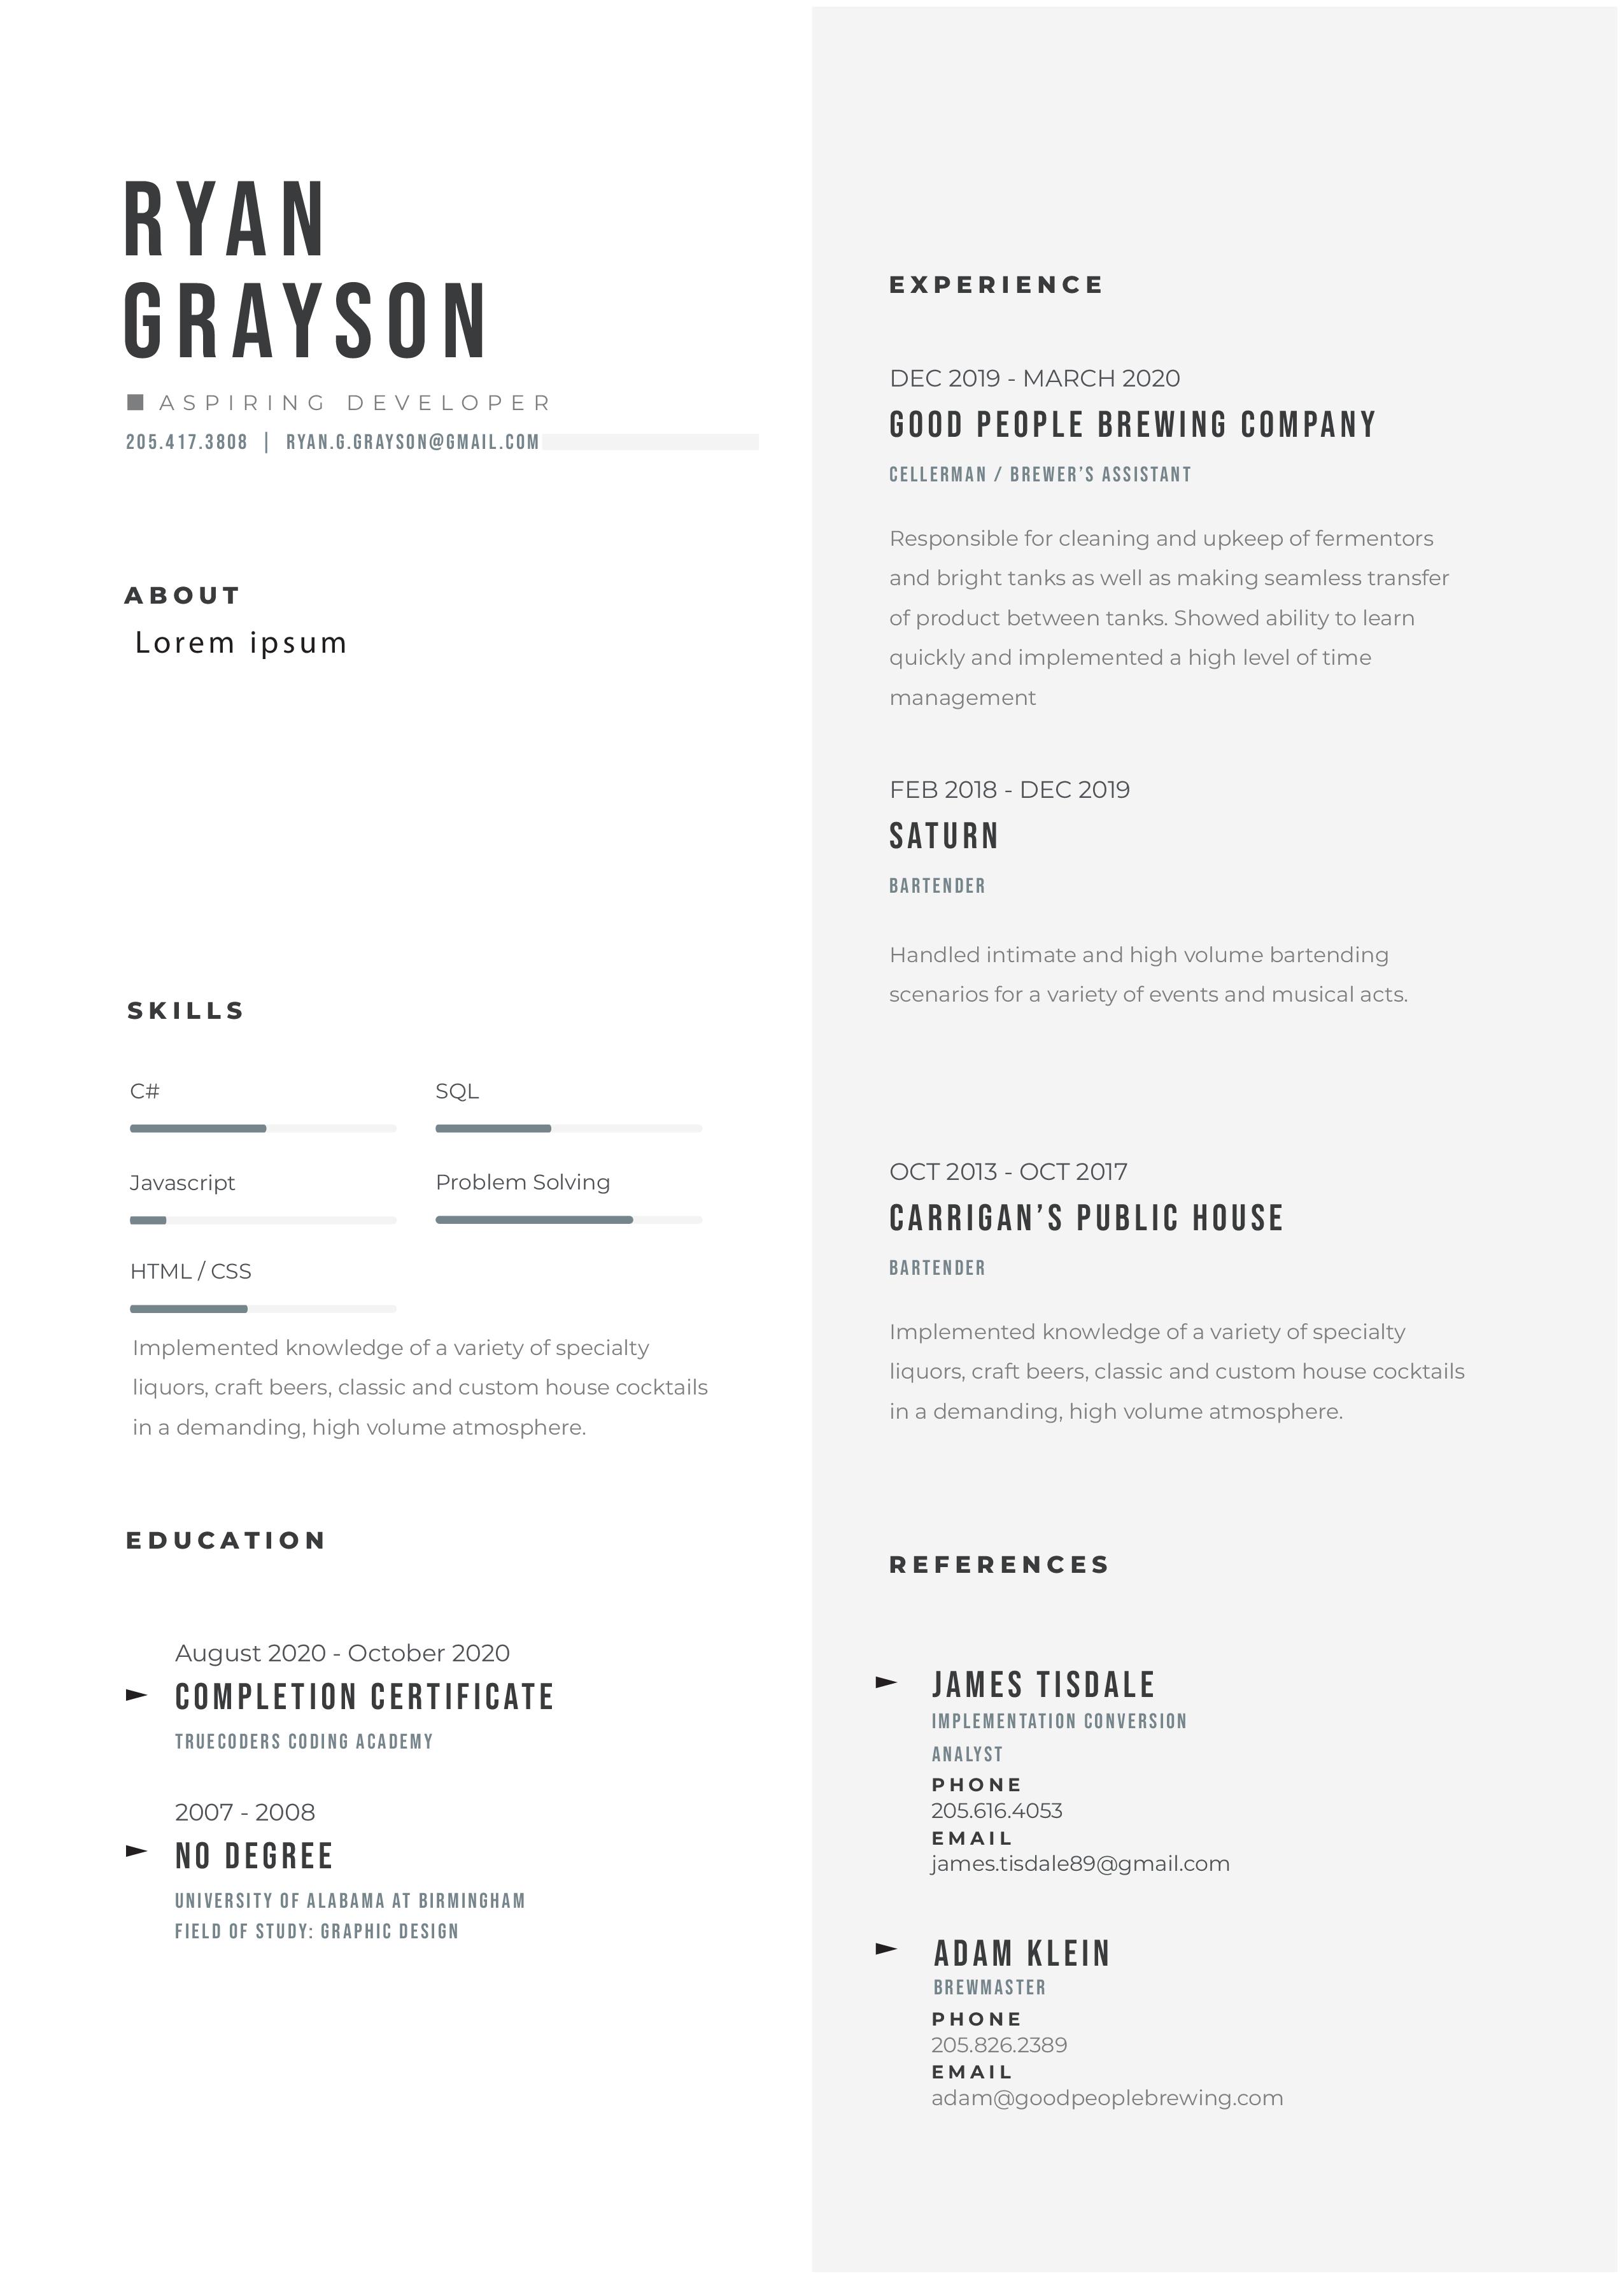 RYAN
GRAYSON
ASPIRING DEVELOPER
205.417.3808 | RYAN.G.GRAYSON@GMAIL.COM
ABOUT
Lorem ipsum
SKILLS
C#
SQL
Javascript
Problem Solving
HTML / CSS
Implemented knowledge of a variety of specialty
liquors, craft beers, classic and custom house cocktails
in a demanding, high volume atmosphere.
EDUCATION
August 2020 - October 2020
COMPLETION CERTIFICATE
TRUECODERS CODING ACADEMY
2007 - 2008
NO DEGREE
UNIVERSITY OF ALABAMA AT BIRMINGHAM
FIELD OF STUDY: GRAPHIC DESIGN
EXPERIENCE
DEC 2019 - MARCH 2020
GOOD PEOPLE BREWING COMPANY
CELLERMAN / BREWER’S ASSISTANT
Responsible for cleaning and upkeep of fermentors
and bright tanks as well as making seamless transfer
of product between tanks. Showed ability to learn
quickly and implemented a high level of time
management
FEB 2018 - DEC 2019
SATURN
BARTENDER
Handled intimate and high volume bartending
scenarios for a variety of events and musical acts.
OCT 2013 - OCT 2017
CARRIGAN’S PUBLIC HOUSE
BARTENDER
Implemented knowledge of a variety of specialty
liquors, craft beers, classic and custom house cocktails
in a demanding, high volume atmosphere.
REFERENCES
JAMES TISDALE
IMPLEMENTATION CONVERSION
ANALYST
PHONE
205.616.4053
EMAIL
james.tisdale89@gmail.com
ADAM KLEIN
BREWMASTER
PHONE
205.826.2389
EMAIL
adam@goodpeoplebrewing.com